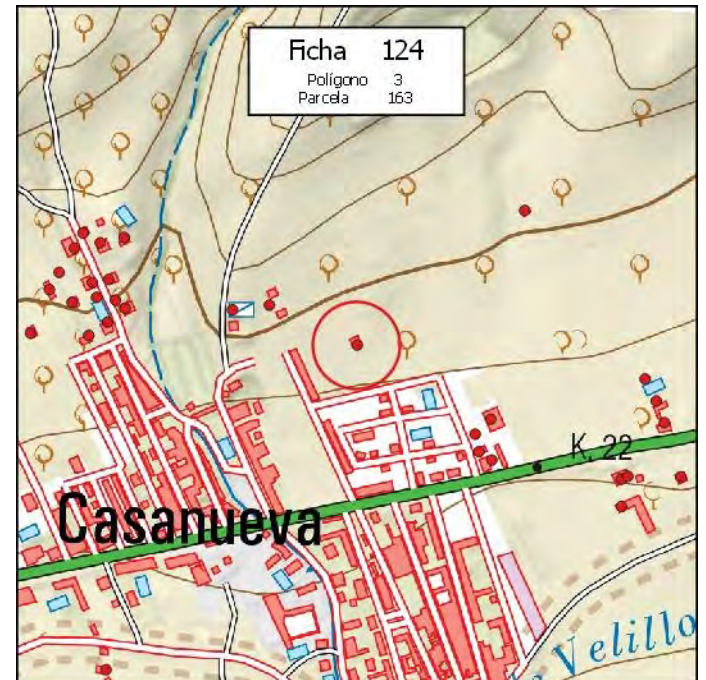 Ficha 124
Polígono 3
Parcela 163
K. 22
Casanueva
Velillo